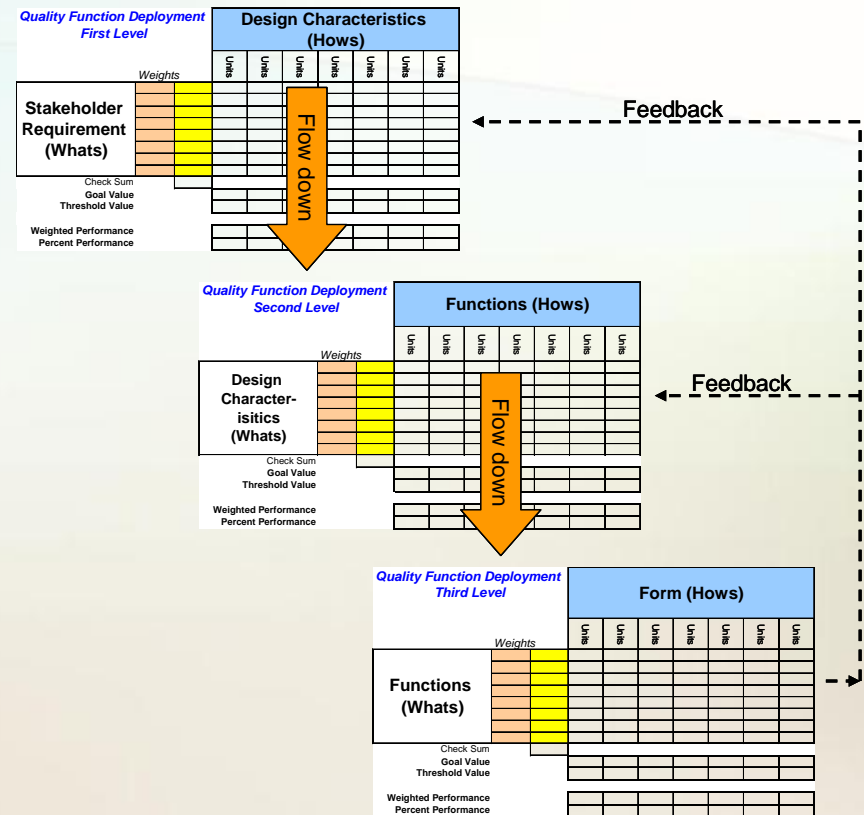 Quality Function Deployment
First Level
Design Characteristics
(Hows)
Units Units Units Units Units Units Units
Weights
Stakeholder
Requirement
(Whats)
Flow down
Feedback
Check Sum
Goal Value
Threshold Value
Weighted Performance
Percent Performance
Quality Function Deployment
Second Level
Functions (Hows)
Units Units Units Units Units Units Units
Weights
Design
Character-
isitics
(Whats)
Flow down
Feedback
Check Sum
Goal Value
Threshold Value
Weighted Performance
Percent Performance
Quality Function Deployment
Third Level
Form (Hows)
Units Units Units Units Units Units Units
Weights
Functions
(Whats)
Check Sum
Goal Value
Threshold Value
Weighted Performance
Percent Performance